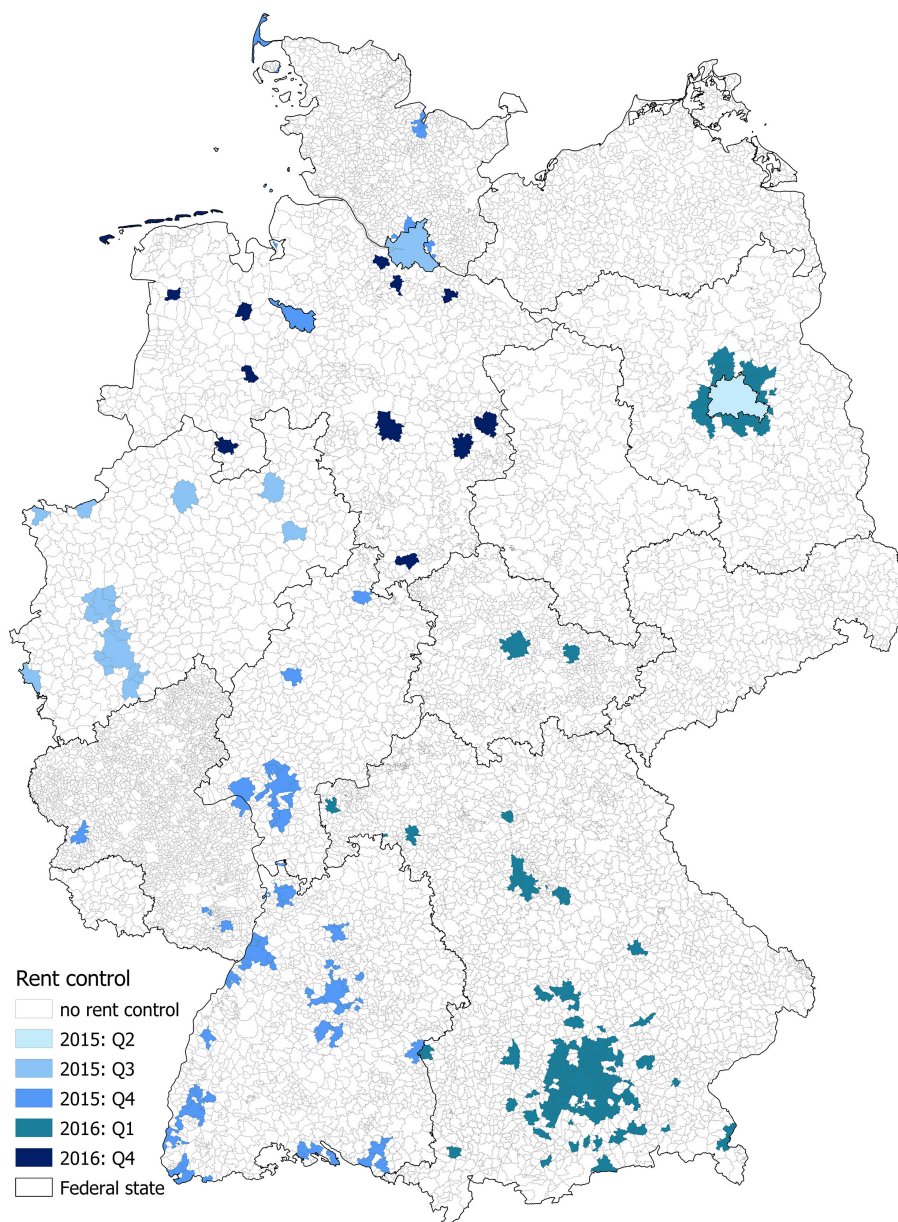 Rent control
no rent control
2015: Q2
2015: Q3
2015: Q4
2016: Q1
2016: Q4
Federal state